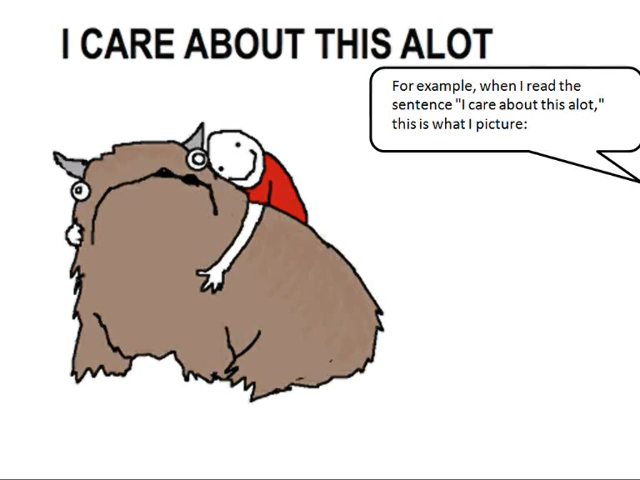 I CARE ABOUT THIS ALOT
For example, when I read the
sentence "I care about this alot,"
this is what I picture: